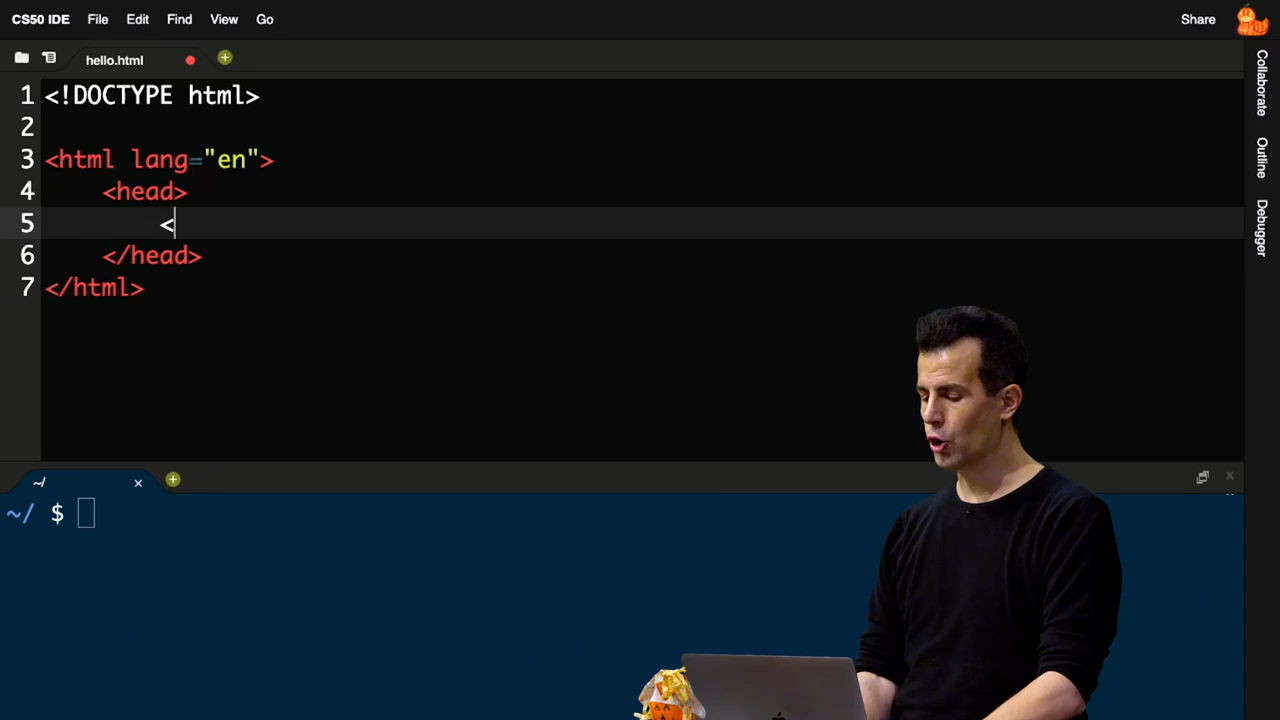 CS50 IDE File Edit Find View Go Share
hello.html
Collaborate
Outline
Debugger
1 <!DOCTYPE html>
2
3 <html lang="en">
4 <head>
5 <
6 </head>
7 </html>
~/
~/ $